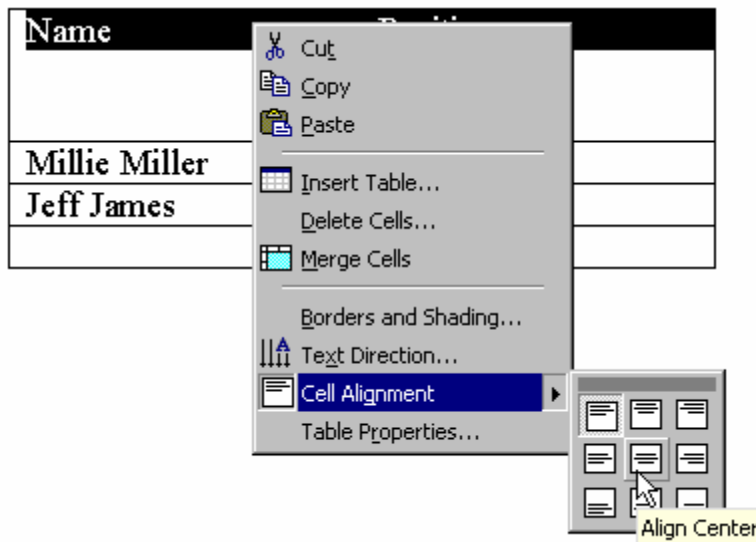 Name
Cut
Copy
Paste
Millie Miller
Insert Table...
Jeff James
Delete Cells...
Merge Cells
Borders and Shading...
Text Direction...
Cell Alignment
Table Properties...
Align Center